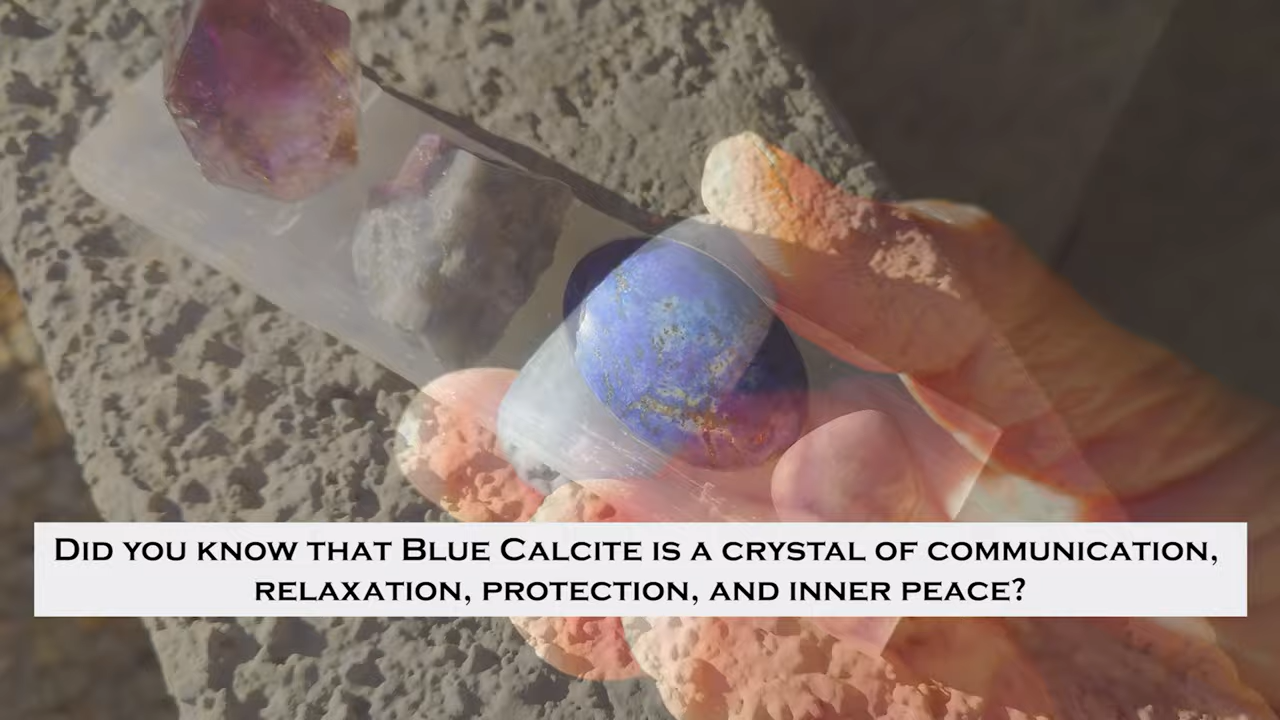 Did you know that Blue Calcite is a crystal of communication,
relaxation, protection, and inner peace?